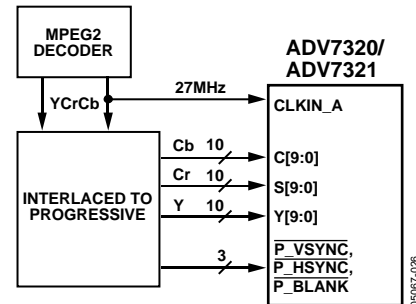 MPEG2
DECODER
YCrCb
27MHz
ADV7320/
ADV7321
CLKIN_A
INTERLACED TO
PROGRESSIVE
Cb 10
C[9:0]
Cr 10
S[9:0]
Y 10
Y[9:0]
3
P_VSYNC,
P_HSYNC,
P_BLANK
05067-026